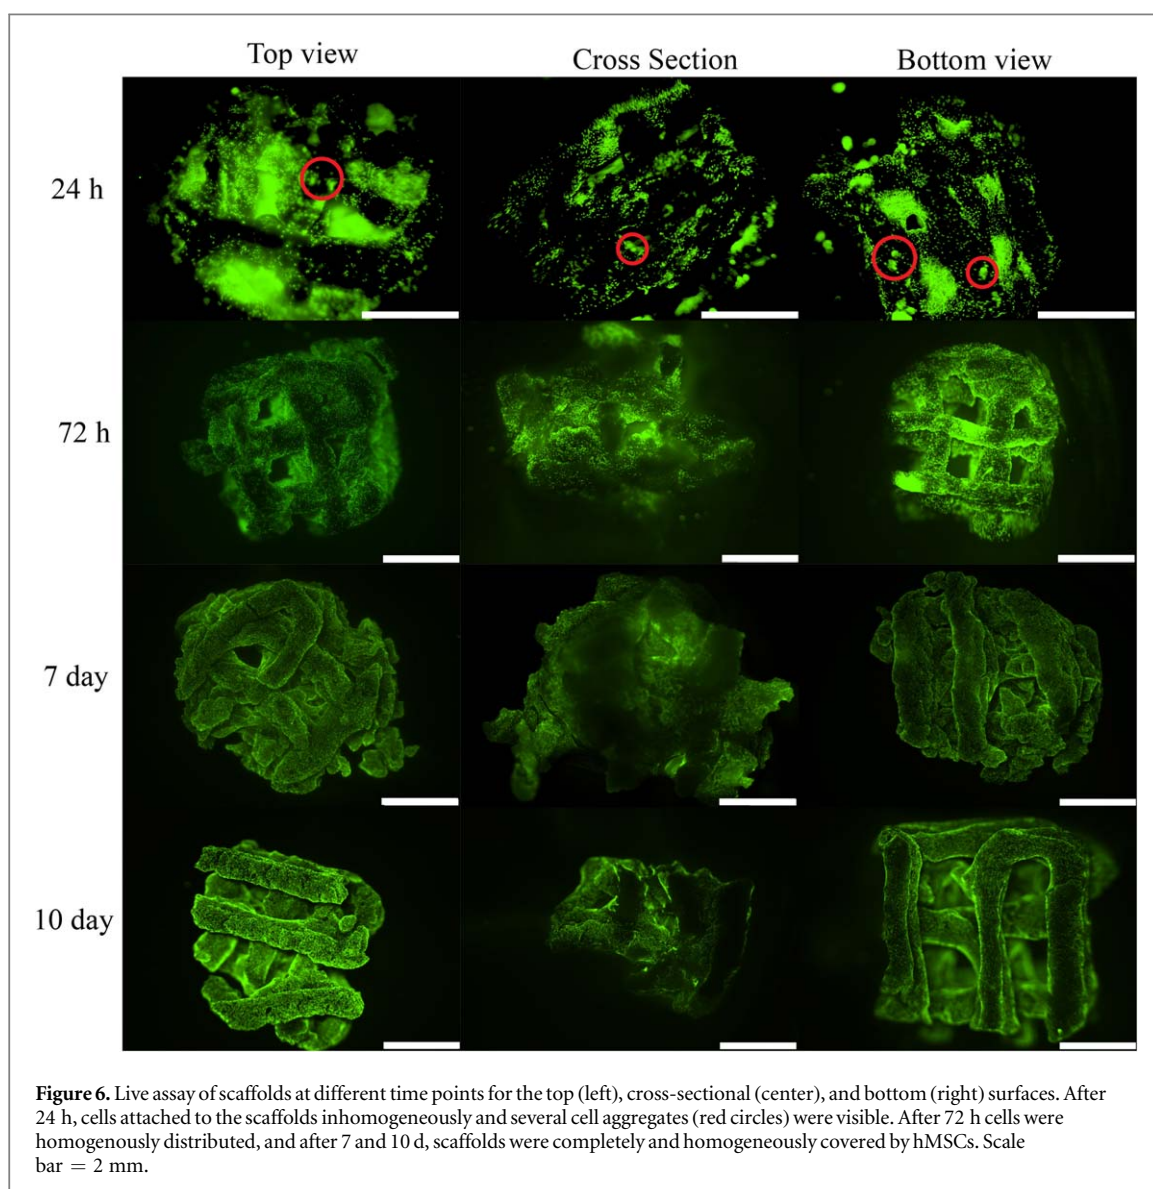 Top view
Cross Section
Bottom view
24 h
72 h
7 day
10 day
Figure 6. Live assay of scaffolds at different time points for the top (left), cross-sectional (center), and bottom (right) surfaces. After
24 h, cells attached to the scaffolds inhomogeneously and several cell aggregates (red circles) were visible. After 72 h cells were
homogenously distributed, and after 7 and 10 d, scaffolds were completely and homogeneously covered by hMSCs. Scale
bar = 2 mm.